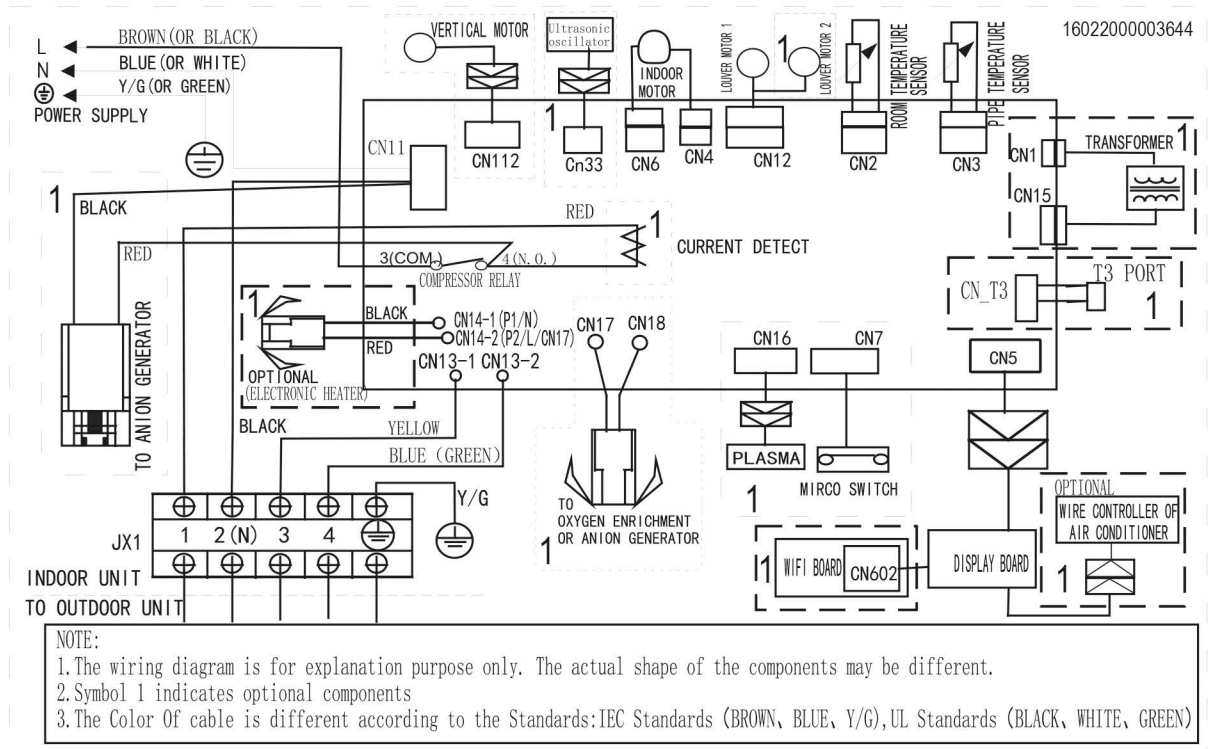 L
BROWN(OR BLACK)
N
BLUE(OR WHITE)
Y/G(OR GREEN)
POWER SUPPLY
VERTICAL MOTOR
CN112
Ultrasonic
oscillator
1
Cn33
INDOOR
MOTOR
CN6
CN4
LOUVER MOTOR 1
1
LOUVER MOTOR 2
CN12
ROOM TEMPERATURE
SENSOR
CN2
PIPE TEMPERATURE
SENSOR
CN3
16022000003644
CN1
TRANSFORMER
1
CN15
CN11
1
BLACK
RED
TO ANION GENERATOR
RED
1
CURRENT DETECT
3(COM.)
4(N.O.)
COMPRESSOR RELAY
CN_T3
T3 PORT
1
1
BLACK
RED
OPTIONAL
(ELECTRONIC HEATER)
CN14-1(P1/N)
CN14-2(P2/L/CN17)
CN13-1 CN13-2
CN17
CN18
CN16
CN7
CN5
BLACK
YELLOW
BLUE (GREEN)
Y/G
TO
OXYGEN ENRICHMENT
OR ANION GENERATOR
1
PLASMA
MIRCO SWITCH
1
OPTIONAL
WIRE CONTROLLER OF
AIR CONDITIONER
1
JX1
1
2(N)
3
4
1
WIFI BOARD
CN602
DISPLAY BOARD
INDOOR UNIT
TO OUTDOOR UNIT
NOTE:
1.The wiring diagram is for explanation purpose only. The actual shape of the components may be different.
2.Symbol 1 indicates optional components
3.The Color Of cable is different according to the Standards:IEC Standards (BROWN、BLUE、Y/G),UL Standards (BLACK、WHITE、GREEN)